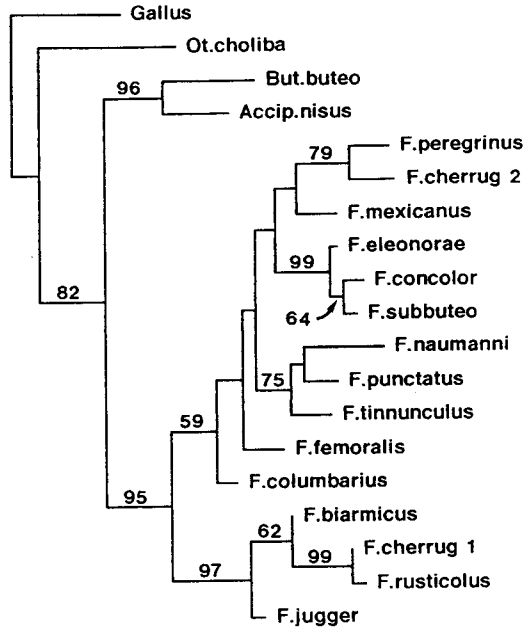 Gallus
Ot.choliba
But.buteo
96
Accip.nisus
F.peregrinus
79
F.cherrug 2
F.mexicanus
F.eleonorae
99
F.concolor
82
64
F.subbuteo
F.naumanni
75
F.punctatus
F.tinnunculus
59
F.femoralis
F.columbarius
95
F.biarmicus
62
F.cherrug 1
99
97
F.rusticolus
F.jugger